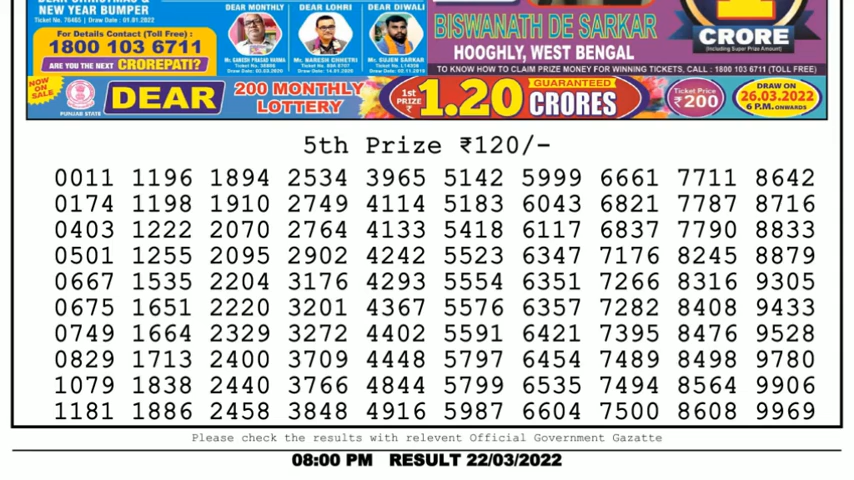 NEW YEAR BUMPER
Ticket No. 76465 | Draw Date : 01.01.2022
For Details Contact (Toll Free) :
1800 103 6711
ARE YOU THE NEXT CROREPATI?
DEAR MONTHLY
DEAR LOHRI
DEAR DIWALI
BISWANATH DE SARKAR
HOOGHLY, WEST BENGAL
CRORE
(Including Super Prize Amount)
TO KNOW HOW TO CLAIM PRIZE MONEY FOR WINNING TICKETS, CALL : 1800 103 6711 (TOLL FREE)
NOW ON SALE
PUNJAB STATE
DEAR
200 MONTHLY
LOTTERY
1st PRIZE ₹
1.20
GUARANTEED
CRORES
Ticket Price
₹200
DRAW ON
26.03.2022
6 P.M. ONWARDS
5th Prize ₹120/-
0011 1196 1894 2534 3965 5142 5999 6661 7711 8642
0174 1198 1910 2749 4114 5183 6043 6821 7787 8716
0403 1222 2070 2764 4133 5418 6117 6837 7790 8833
0501 1255 2095 2902 4242 5523 6347 7176 8245 8879
0667 1535 2204 3176 4293 5554 6351 7266 8316 9305
0675 1651 2220 3201 4367 5576 6357 7282 8408 9433
0749 1664 2329 3272 4402 5591 6421 7395 8476 9528
0829 1713 2400 3709 4448 5797 6454 7489 8498 9780
1079 1838 2440 3766 4844 5799 6535 7494 8564 9906
1181 1886 2458 3848 4916 5987 6604 7500 8608 9969
Please check the results with relevent Official Government Gazatte
08:00 PM RESULT 22/03/2022